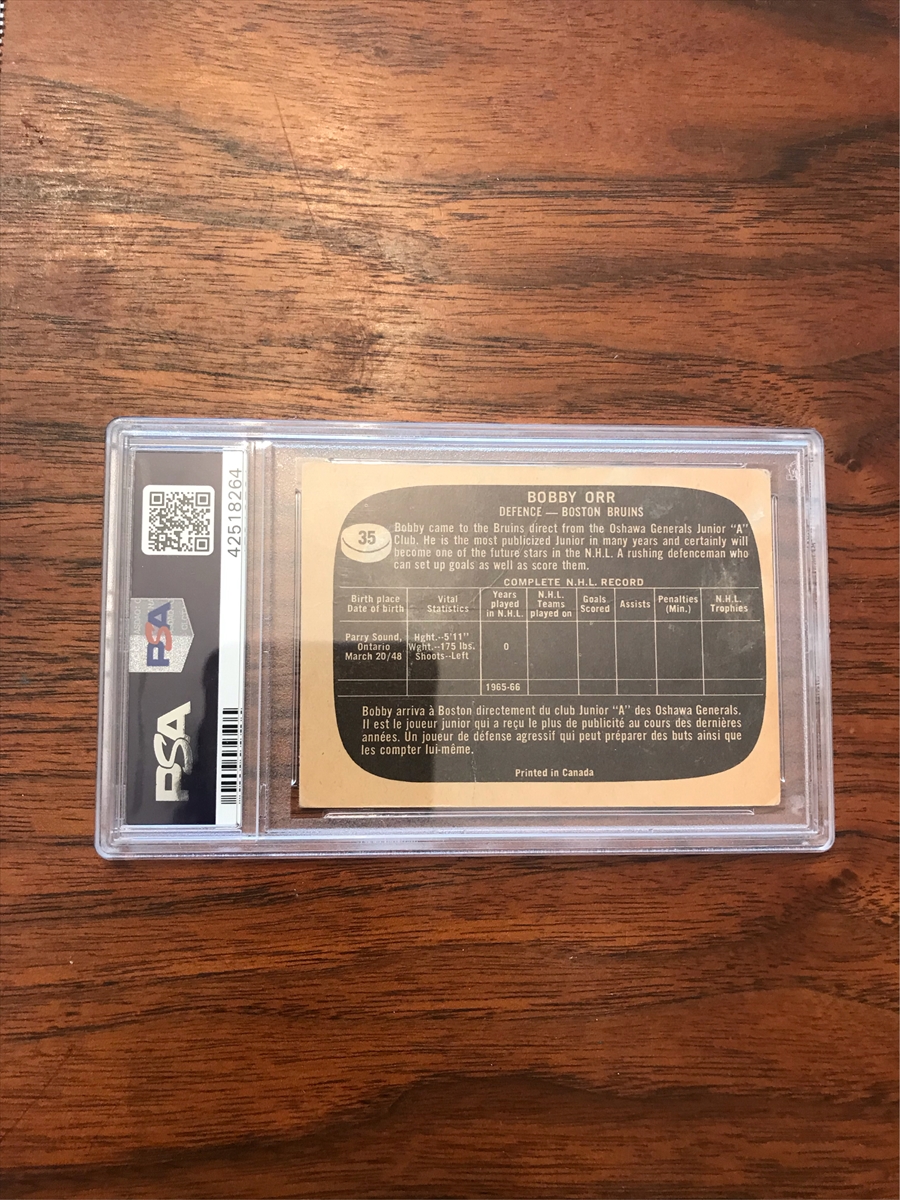 BOBBY ORR
DEFENCE — BOSTON BRUINS
35
Bobby came to the Bruins direct from the Oshawa Generals Junior "A"
Club. He is the most publicized Junior in many years and certainly will
become one of the future stars in the N.H.L. A rushing defenceman who
can set up goals as well as score them.
COMPLETE N.H.L. RECORD
Birth place
Date of birth
Vital
Statistics
Years
played
in N.H.L.
N.H.L.
Teams
played on
Goals
Scored
Assists
Penalties
(Min.)
N.H.L.
Trophies
Parry Sound,
Ontario
March 20/48
Hght.--5'11"
Wght.--175 lbs.
Shoots--Left
0
1965-66
Bobby arriva à Boston directement du club Junior "A" des Oshawa Generals.
Il est le joueur junior qui a reçu le plus de publicité au cours des dernières
années. Un joueur de défense agressif qui peut préparer des buts ainsi que
les compter lui-même.
Printed in Canada
42518264
PSA
PSA